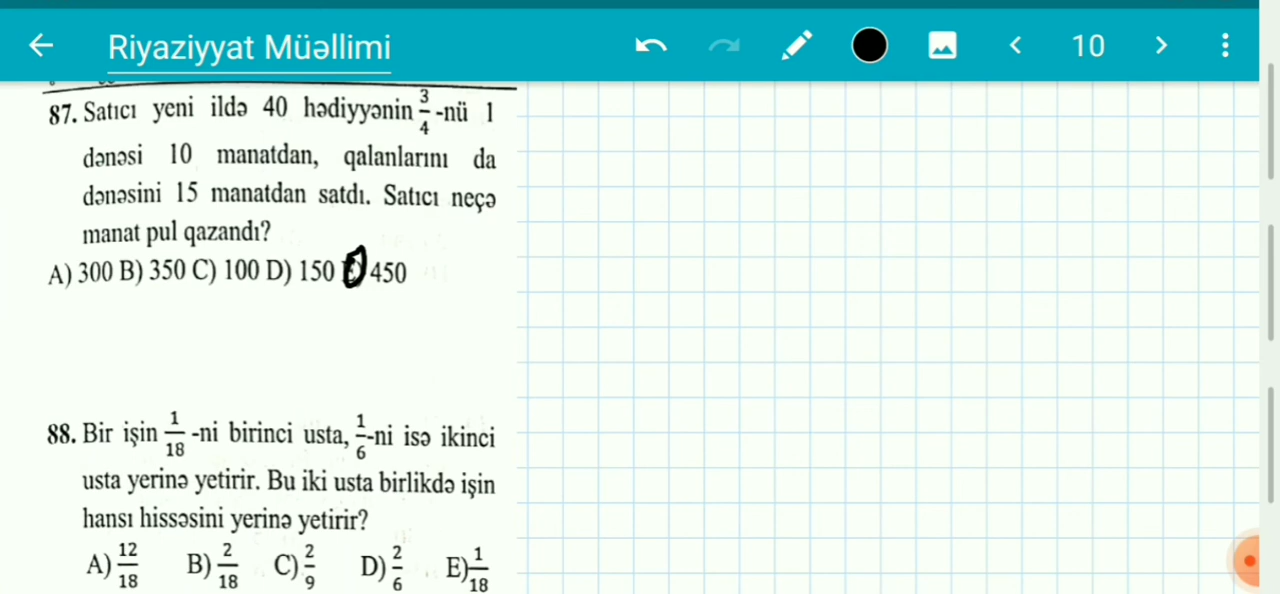 Riyaziyyat Müəllimi
10
87. Satıcı yeni ildə 40 hədiyyənin 3/4 -nü 1
dənəsi 10 manatdan, qalanlarını da
dənəsini 15 manatdan satdı. Satıcı neçə
manat pul qazandı?
A) 300 B) 350 C) 100 D) 150 E) 450
88. Bir işin 1/18 -ni birinci usta, 1/6-ni isə ikinci
usta yerinə yetirir. Bu iki usta birlikdə işin
hansı hissəsini yerinə yetirir?
A) 12/18 B) 2/18 C) 2/9 D) 2/6 E) 1/18